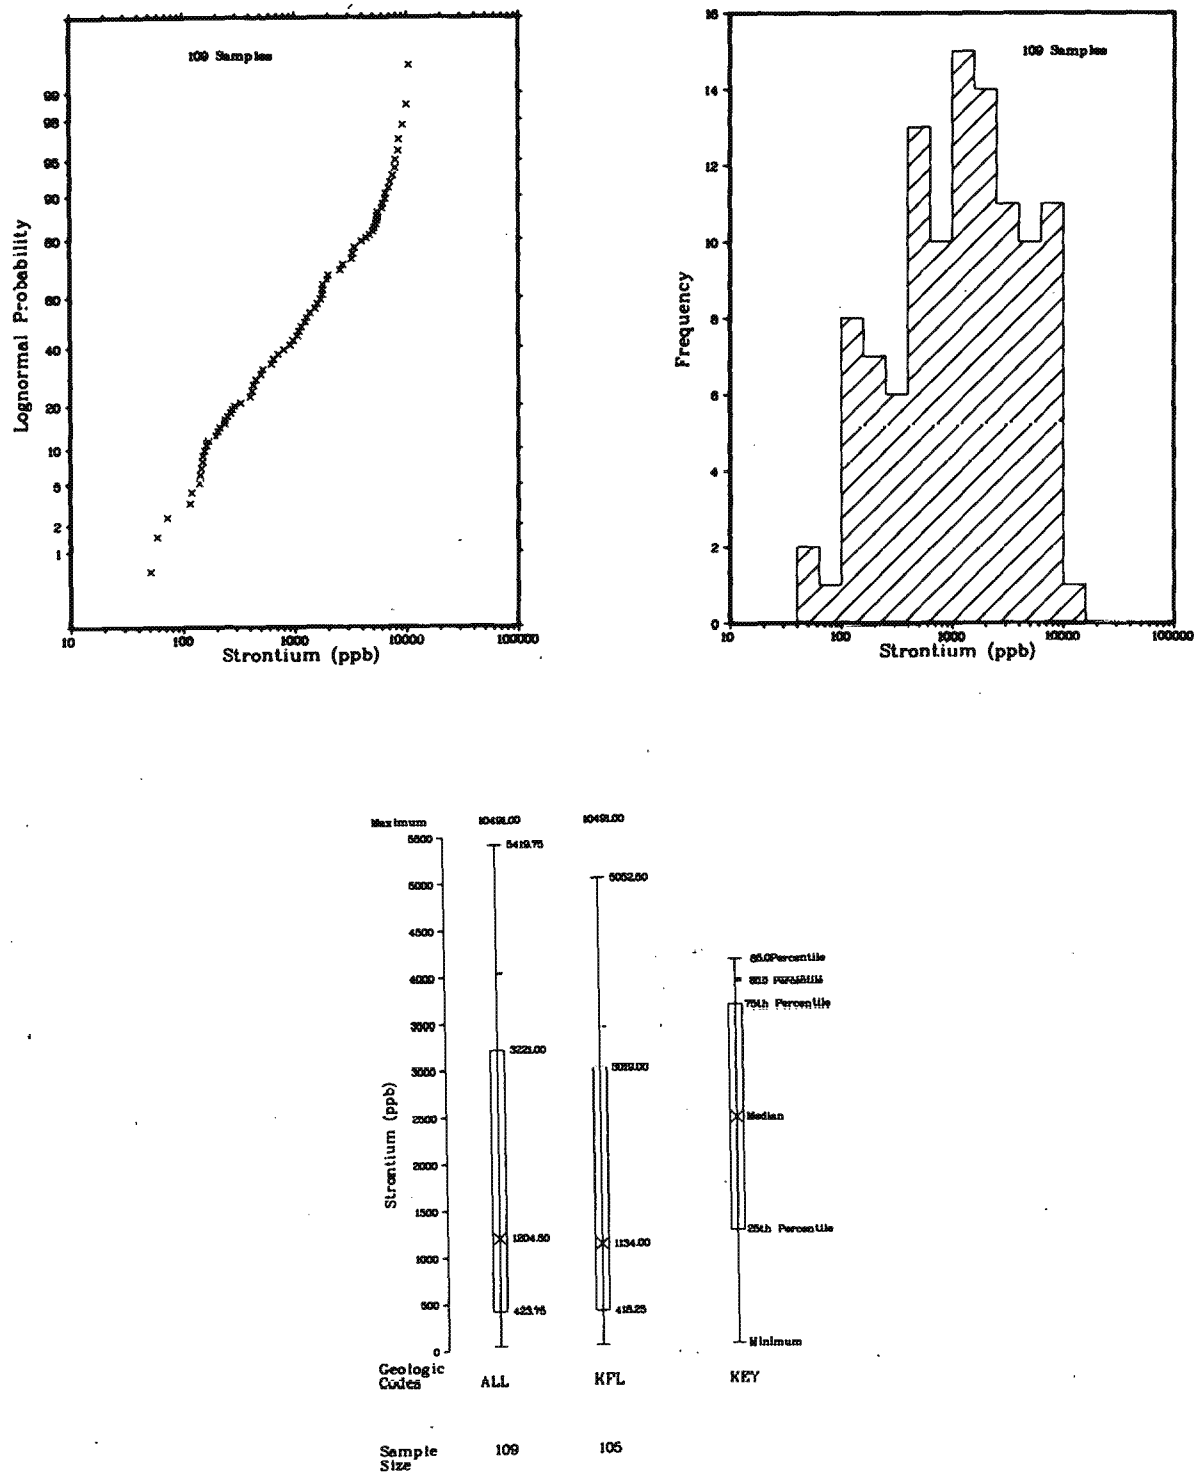 109 Samples
99
98
95
90
80
60
40
20
10
5
2
1
Lognormal Probability
10 100 1000 10000 100000
Strontium (ppb)
109 Samples
16
14
12
10
8
6
4
2
0
Frequency
10 100 1000 10000 100000
Strontium (ppb)
Maximum 10491.00 10491.00
5500
5000
4500
4000
3500
3000
2500
2000
1500
1000
500
0
Strontium (ppb)
5419.75
3221.00
1204.50
423.75
5052.50
1134.00
418.25
Percentile
Percentile
75th Percentile
Median
25th Percentile
Minimum
Geologic
Codes ALL KFL KEY
Sample
Size 109 105